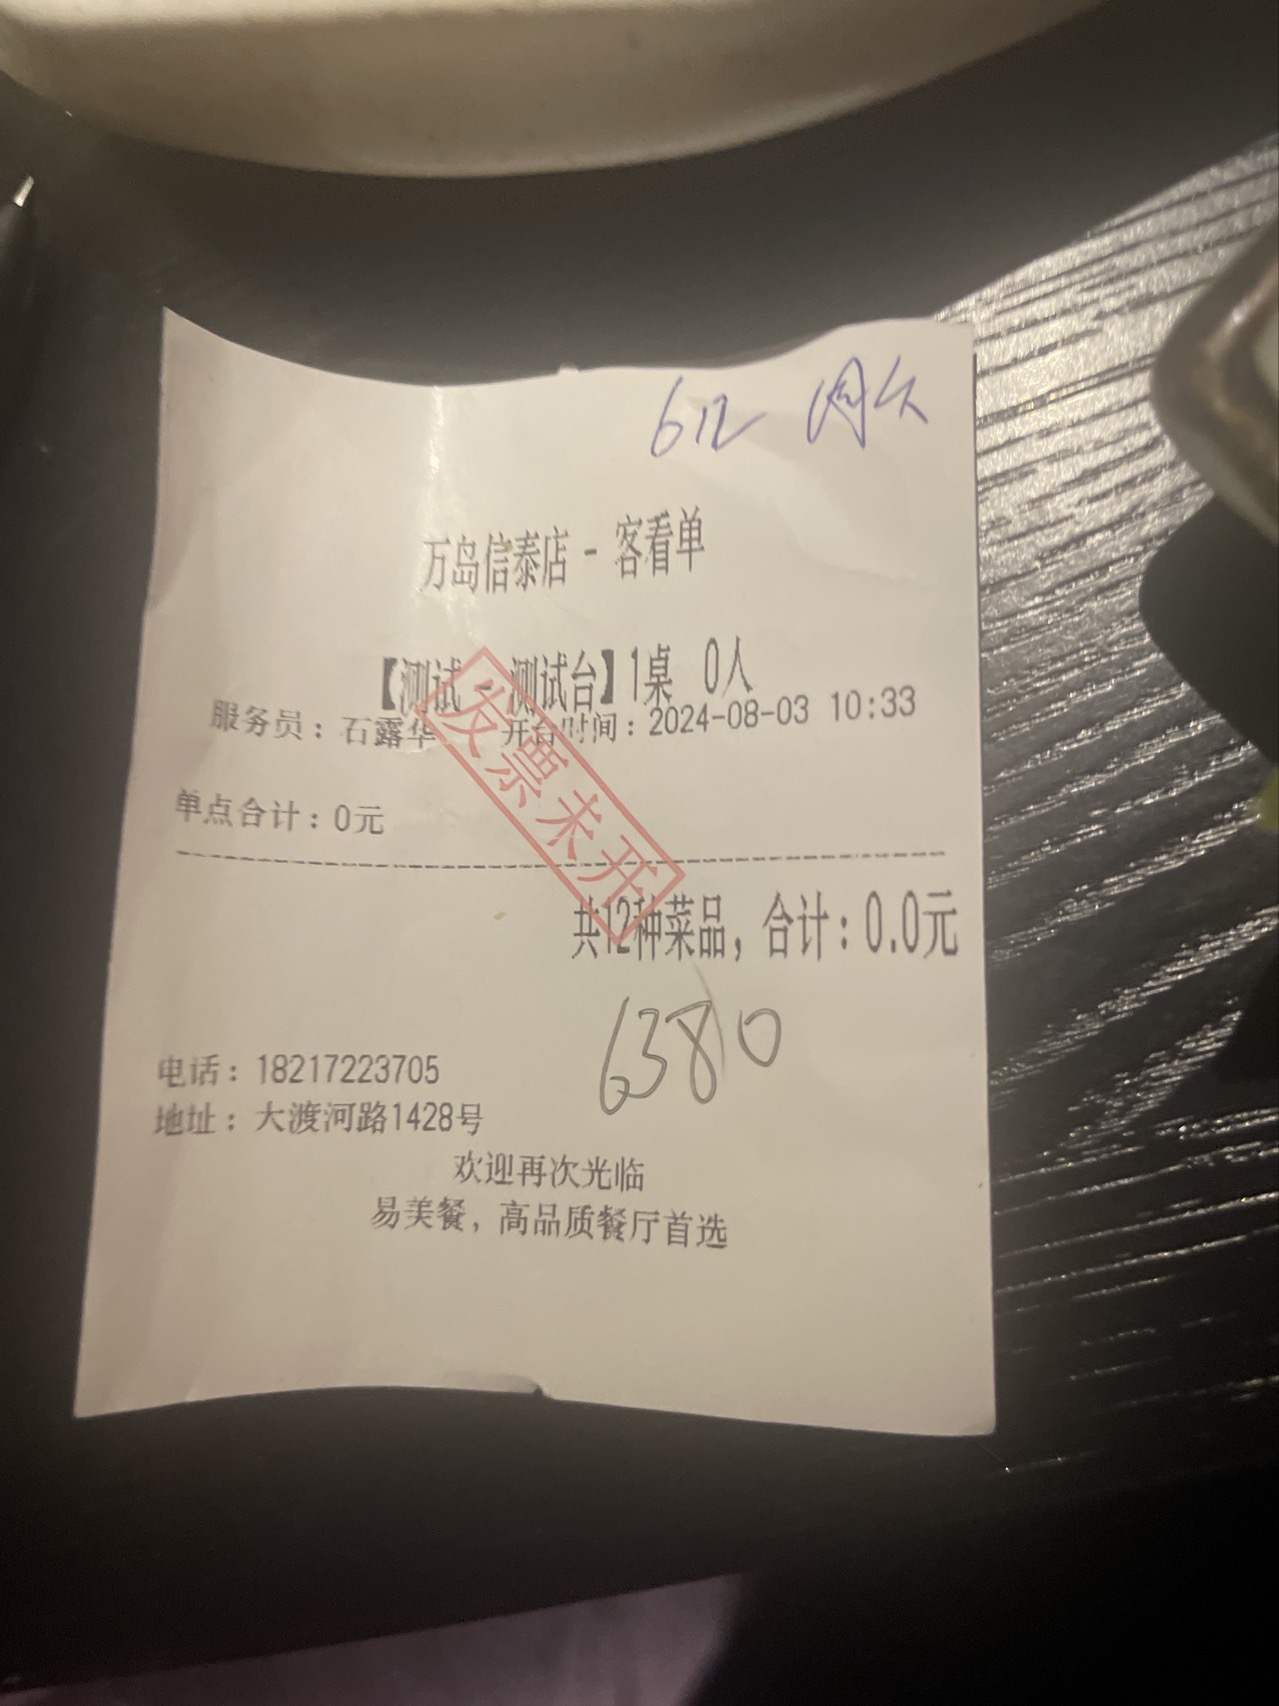 612
万岛信泰店 - 客看单
【测试 - 测试台】1桌 0人
服务员：石露华 开台时间：2024-08-03 10:33
发票未开
单点合计：0元
共12种菜品，合计：0.0元
6380
电话：18217223705
地址：大渡河路1428号
欢迎再次光临
易美餐，高品质餐厅首选